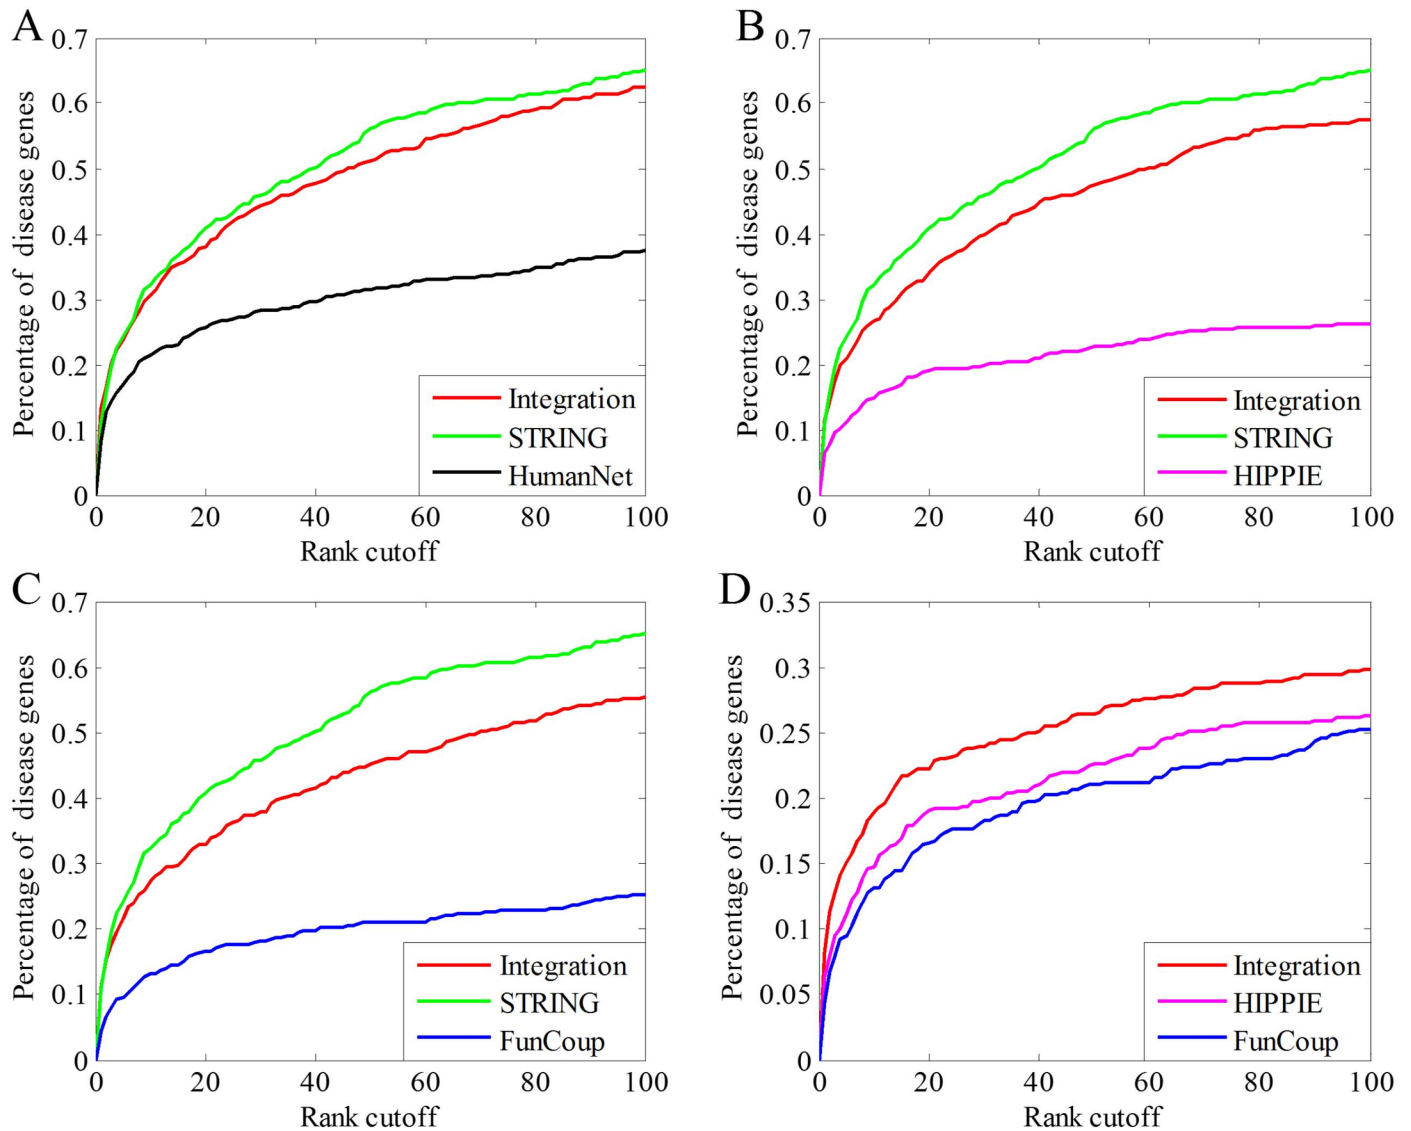 A
Percentage of disease genes
0.7
0.6
0.5
0.4
0.3
0.2
0.1
0
Integration
STRING
HumanNet
0 20 40 60 80 100
Rank cutoff
B
Percentage of disease genes
0.7
0.6
0.5
0.4
0.3
0.2
0.1
0
Integration
STRING
HIPPIE
0 20 40 60 80 100
Rank cutoff
C
Percentage of disease genes
0.7
0.6
0.5
0.4
0.3
0.2
0.1
0
Integration
STRING
FunCoup
0 20 40 60 80 100
Rank cutoff
D
Percentage of disease genes
0.35
0.3
0.25
0.2
0.15
0.1
0.05
0
Integration
HIPPIE
FunCoup
0 20 40 60 80 100
Rank cutoff